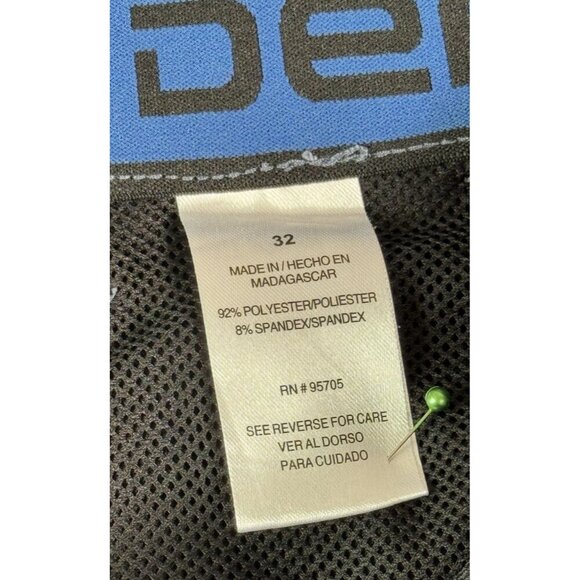 32
MADE IN / HECHO EN
MADAGASCAR
92% POLYESTER/POLIESTER
8% SPANDEX/SPANDEX
RN # 95705
SEE REVERSE FOR CARE
VER AL DORSO
PARA CUIDADO